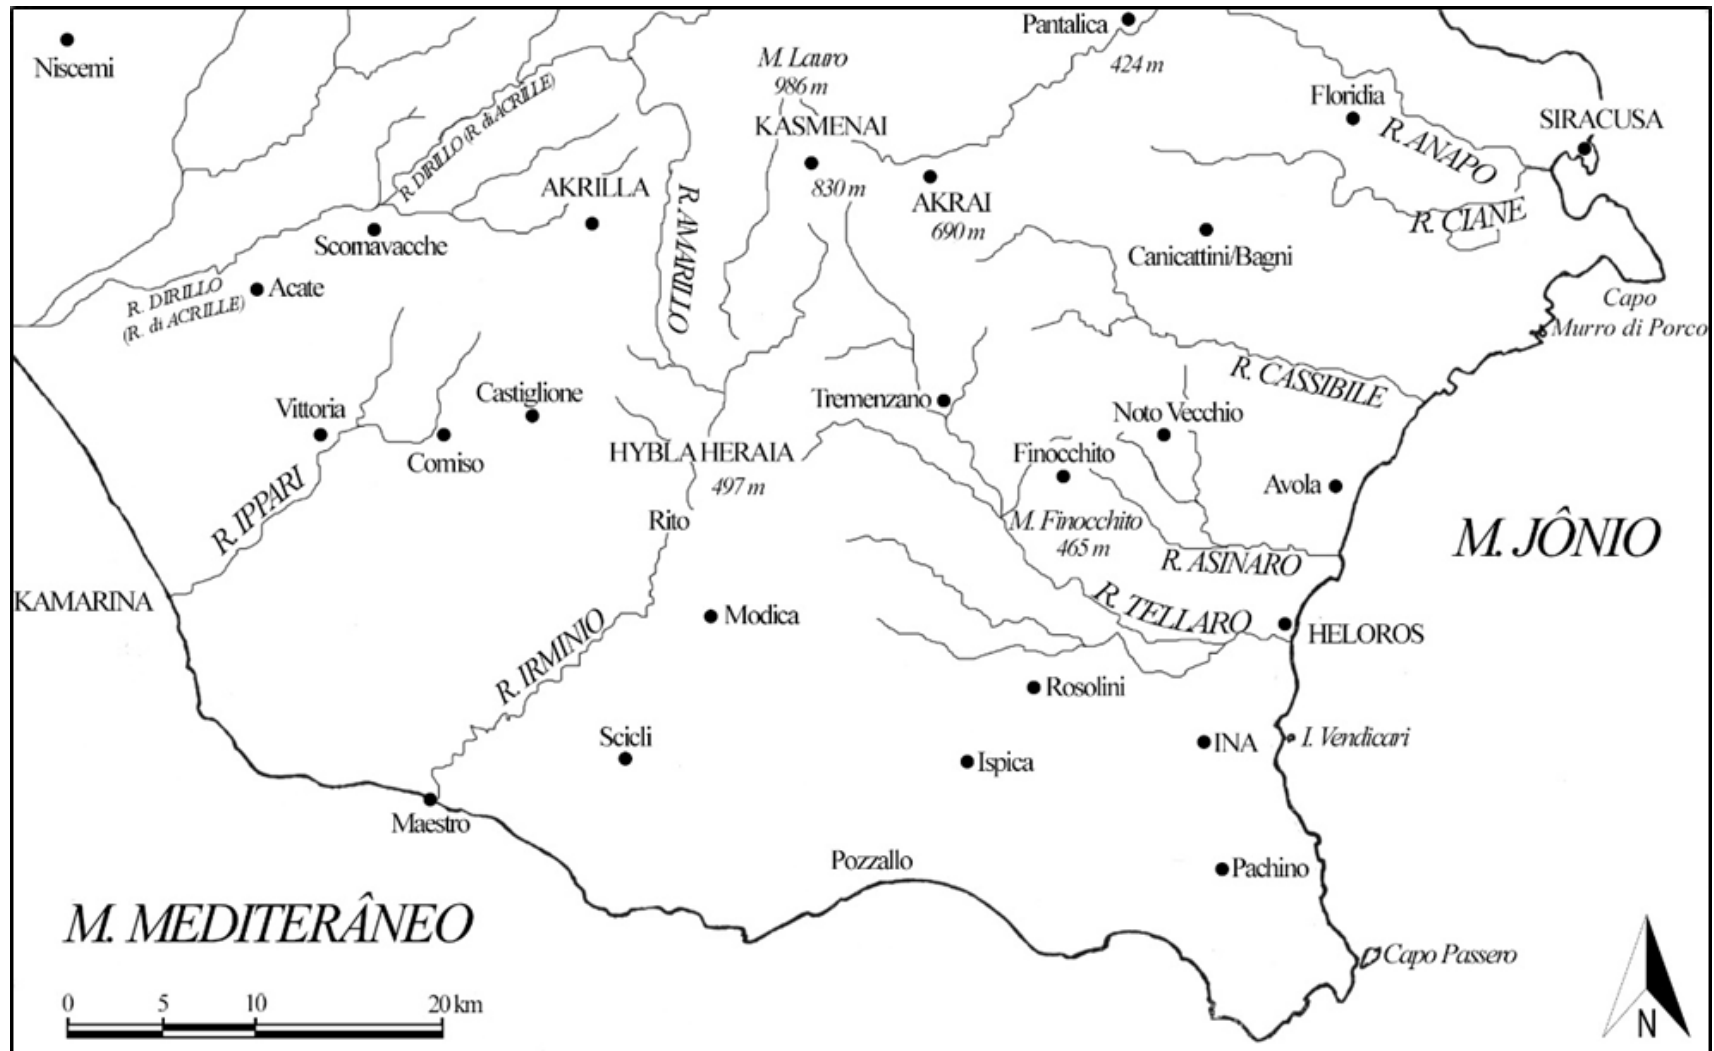 Pantalica
424 m
Niscemi
M. Lauro
986 m
Floridia
SIRACUSA
R. DIRILLO (R. di ACRILLE)
KASMENAI
830 m
R. ANAPO
AKRILLA
R. AMARILLO
AKRAI
690 m
R. CIANE
Scornavacche
Canicattini/Bagni
Acate
R. DIRILLO
(R. di ACRILLE)
Capo
Murro di Porco
R. CASSIBILE
Castiglione
Tremenzano
Vittoria
Noto Vecchio
Comiso
HYBLA HERAIA
497 m
Finocchito
Avola
R. IPPARI
Rito
M. Finocchito
465 m
M. JÔNIO
R. ASINARO
KAMARINA
R. TELLARO
Modica
HELOROS
R. IRMINIO
Rosolini
Scicli
INA
I. Vendicari
Ispica
Maestro
Pozzallo
Pachino
M. MEDITERÂNEO
Capo Passero
0 5 10 20 km
N